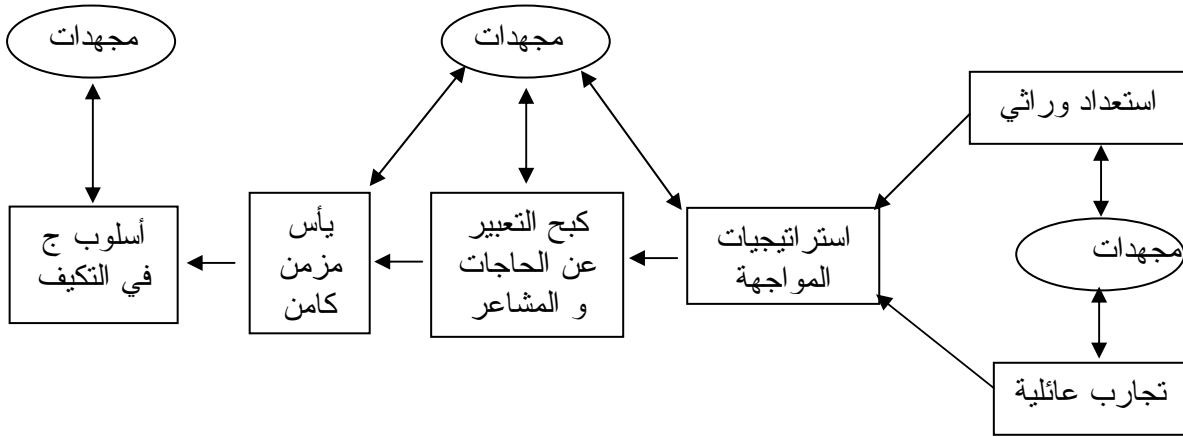 مجهدات
مجهدات
استعداد وراثي
مجهدات
تجارب عائلية
استراتيجيات
المواجهة
كبح التعبير
عن الحاجات
و المشاعر
يأس
مزمن
كامن
أسلوب ج
في التكيف